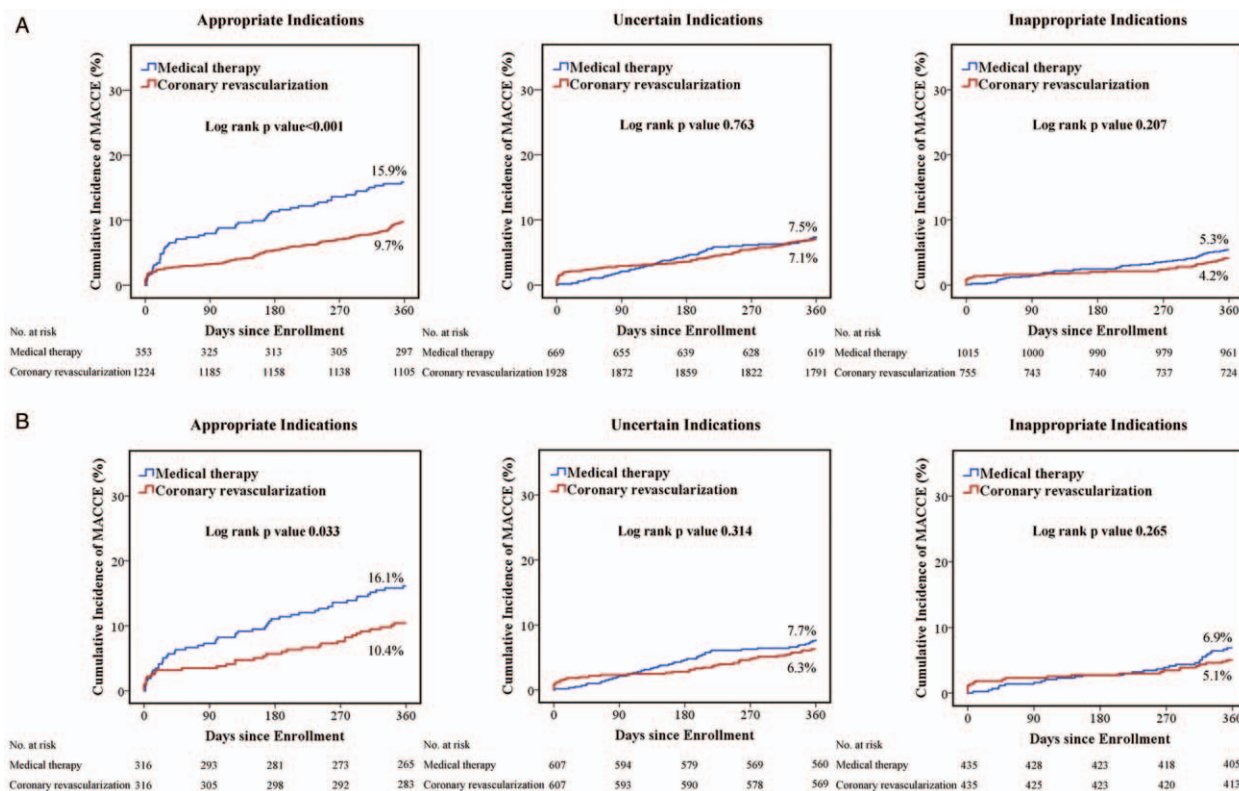 A
Appropriate Indications
Cumulative Incidence of MACCE (%)
Medical therapy
Coronary revascularization
Log rank p value<0.001
30
20
10
0
15.9%
9.7%
0 90 180 270 360
Days since Enrollment
No. at risk
Medical therapy 353 325 313 305 297
Coronary revascularization 1224 1185 1158 1138 1105
Uncertain Indications
Cumulative Incidence of MACCE (%)
Medical therapy
Coronary revascularization
Log rank p value 0.763
30
20
10
0
7.5%
7.1%
0 90 180 270 360
Days since Enrollment
No. at risk
Medical therapy 669 655 639 628 619
Coronary revascularization 1928 1872 1859 1822 1791
Inappropriate Indications
Cumulative Incidence of MACCE (%)
Medical therapy
Coronary revascularization
Log rank p value 0.207
30
20
10
0
5.3%
4.2%
0 90 180 270 360
Days since Enrollment
No. at risk
Medical therapy 1015 1000 990 979 961
Coronary revascularization 755 743 740 737 724
B
Appropriate Indications
Cumulative Incidence of MACCE (%)
Medical therapy
Coronary revascularization
Log rank p value 0.033
30
20
10
0
16.1%
10.4%
0 90 180 270 360
Days since Enrollment
No. at risk
Medical therapy 316 293 281 273 265
Coronary revascularization 316 305 298 292 283
Uncertain Indications
Cumulative Incidence of MACCE (%)
Medical therapy
Coronary revascularization
Log rank p value 0.314
30
20
10
0
7.7%
6.3%
0 90 180 270 360
Days since Enrollment
No. at risk
Medical therapy 607 594 579 569 560
Coronary revascularization 607 593 590 578 569
Inappropriate Indications
Cumulative Incidence of MACCE (%)
Medical therapy
Coronary revascularization
Log rank p value 0.265
30
20
10
0
6.9%
5.1%
0 90 180 270 360
Days since Enrollment
No. at risk
Medical therapy 435 428 423 418 405
Coronary revascularization 435 425 423 420 413